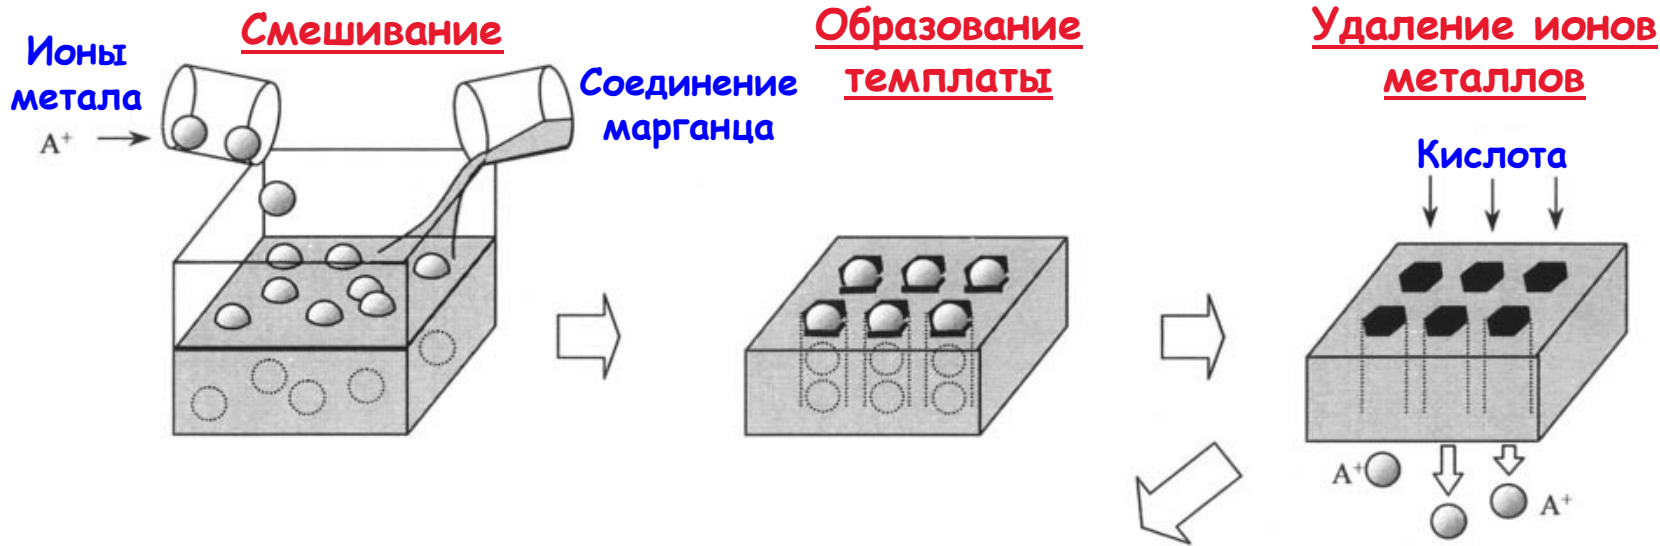 Смешивание
Ионы
метала
A⁺
Соединение
марганца
Образование
темплаты
Удаление ионов
металлов
Кислота
A⁺
A⁺